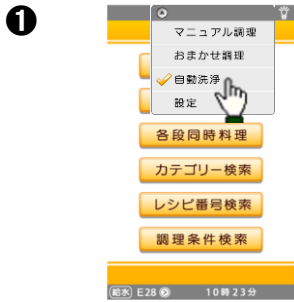 ❶
マニュアル調理
おまかせ調理
自動洗浄
設定
各段同時料理
カテゴリー検索
レシピ番号検索
調理条件検索
給水 E28 10時23分